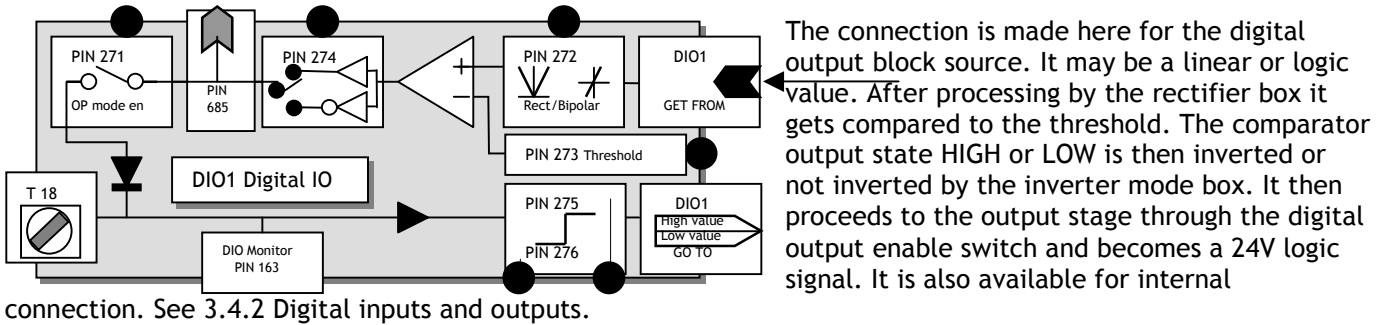 PIN 271
OP mode en
PIN
685
PIN 274
PIN 272
Rect/Bipolar
DIO1
GET FROM
PIN 273 Threshold
T 18
DIO1 Digital IO
DIO Monitor
PIN 163
PIN 275
PIN 276
DIO1
High value
Low value
GO TO
The connection is made here for the digital
output block source. It may be a linear or logic
value. After processing by the rectifier box it
gets compared to the threshold. The comparator
output state HIGH or LOW is then inverted or
not inverted by the inverter mode box. It then
proceeds to the output stage through the digital
output enable switch and becomes a 24V logic
signal. It is also available for internal
connection. See 3.4.2 Digital inputs and outputs.